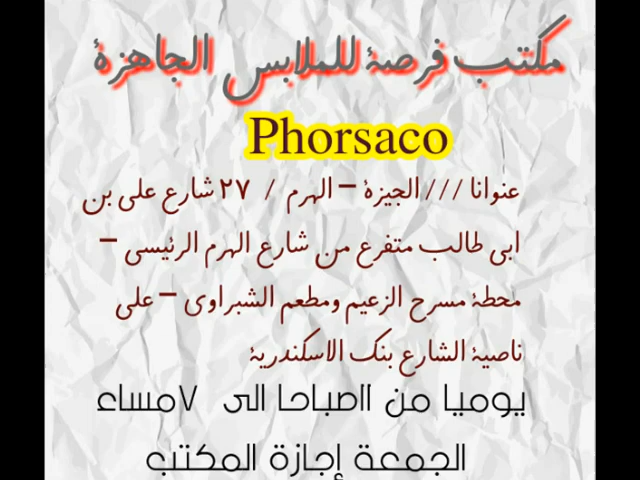 مكتب فرصة للملابس الجاهزة
Phorsaco
عنوانا /// الجيزة – الهرم / ٢٧ شارع على بن
ابى طالب متفرع من شارع الهرم الرئيسى –
محطة مسرح الزعيم ومطعم الشبراوى – على
ناصية الشارع بنك الاسكندرية
يوميا من ١١صباحا الى ٧مساء
الجمعة إجازة المكتب